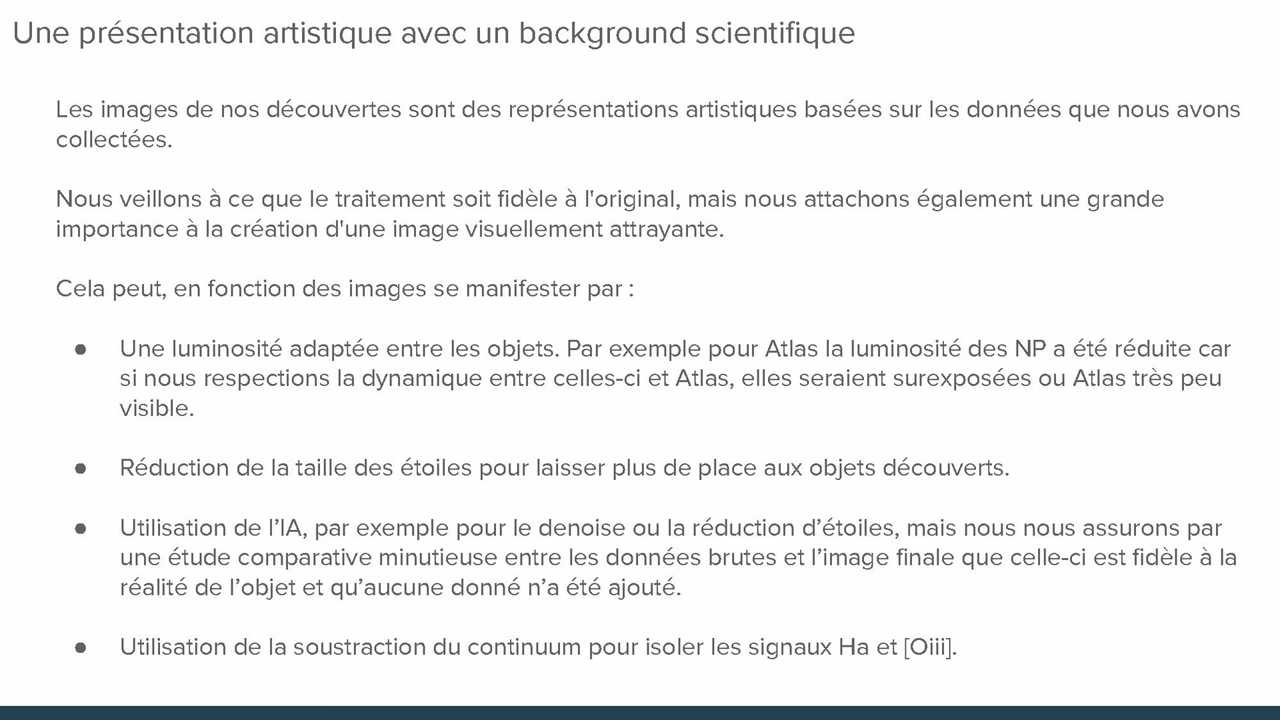 Une présentation artistique avec un background scientifique
Les images de nos découvertes sont des représentations artistiques basées sur les données que nous avons
collectées.
Nous veillons à ce que le traitement soit fidèle à l'original, mais nous attachons également une grande
importance à la création d'une image visuellement attrayante.
Cela peut, en fonction des images se manifester par :
● Une luminosité adaptée entre les objets. Par exemple pour Atlas la luminosité des NP a été réduite car
si nous respections la dynamique entre celles-ci et Atlas, elles seraient surexposées ou Atlas très peu
visible.
● Réduction de la taille des étoiles pour laisser plus de place aux objets découverts.
● Utilisation de l’IA, par exemple pour le denoise ou la réduction d’étoiles, mais nous nous assurons par
une étude comparative minutieuse entre les données brutes et l’image finale que celle-ci est fidèle à la
réalité de l’objet et qu’aucune donné n’a été ajouté.
● Utilisation de la soustraction du continuum pour isoler les signaux Ha et [Oiii].